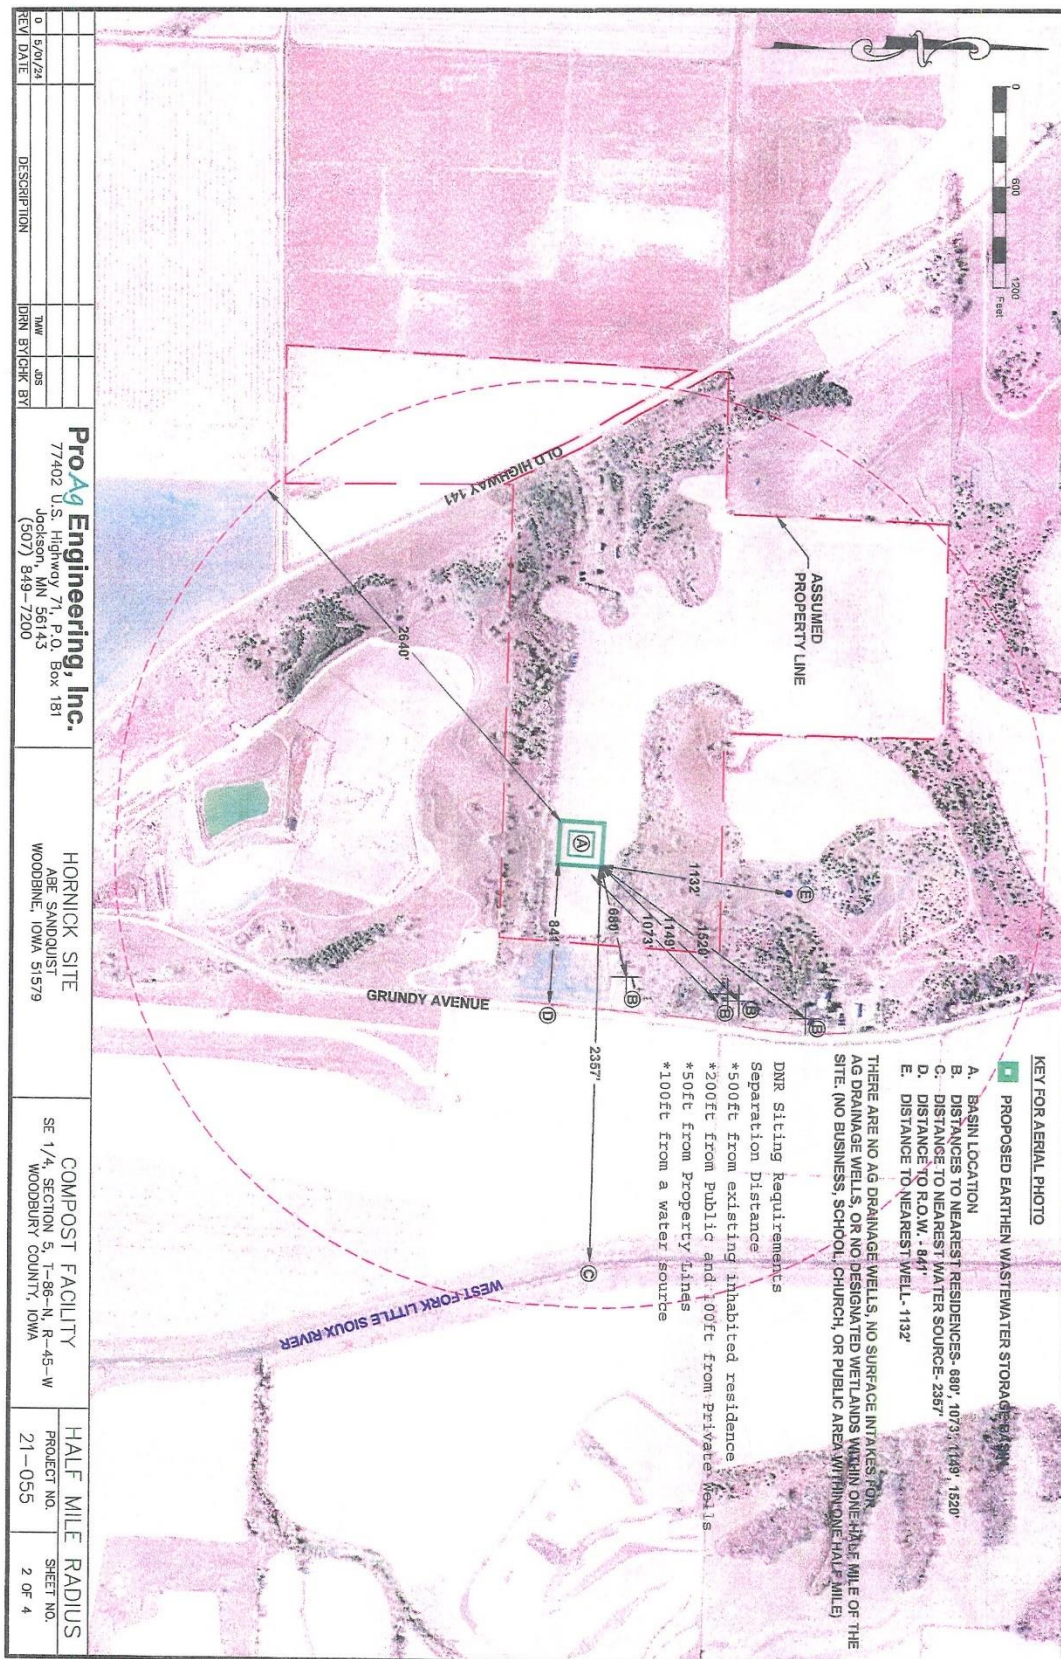 0
600
1200
Feet
KEY FOR AERIAL PHOTO
PROPOSED EARTHEN WASTEWATER STORAGE BASIN
A. BASIN LOCATION
B. DISTANCES TO NEAREST RESIDENCES- 680', 1073', 1149', 1520'
C. DISTANCE TO NEAREST WATER SOURCE- 2357'
D. DISTANCE TO R.O.W. - 841'
E. DISTANCE TO NEAREST WELL- 1132'
THERE ARE NO AG DRAINAGE WELLS, NO SURFACE INTAKES FOR
AG DRAINAGE WELLS, OR NO DESIGNATED WETLANDS WITHIN ONE HALF MILE OF THE
SITE. (NO BUSINESS, SCHOOL, CHURCH, OR PUBLIC AREA WITHIN ONE HALF MILE)
DNR Siting Requirements
Separation Distance
*500ft from existing inhabited residence
*200ft from Public and 100ft from Private Wells
*50ft from Property Lines
*100ft from a water source
ASSUMED
PROPERTY LINE
OLD HIGHWAY 141
2640'
A
E
1132'
1520'
1149'
1073'
680'
B
B
B
B
841'
D
GRUNDY AVENUE
2357'
C
WEST FORK LITTLE SIOUX RIVER
0 5/01/24 TMW JDS
REV DATE DESCRIPTION DRN BY CHK BY
ProAg Engineering, Inc.
77402 U.S. Highway 71, P.O. Box 181
Jackson, MN 56143
(507) 849-7200
HORNICK SITE
ABE SANDQUIST
WOODBINE, IOWA 51579
COMPOST FACILITY
SE 1/4, SECTION 5, T-86-N, R-45-W
WOODBURY COUNTY, IOWA
HALF MILE RADIUS
PROJECT NO.
21-055
SHEET NO.
2 OF 4